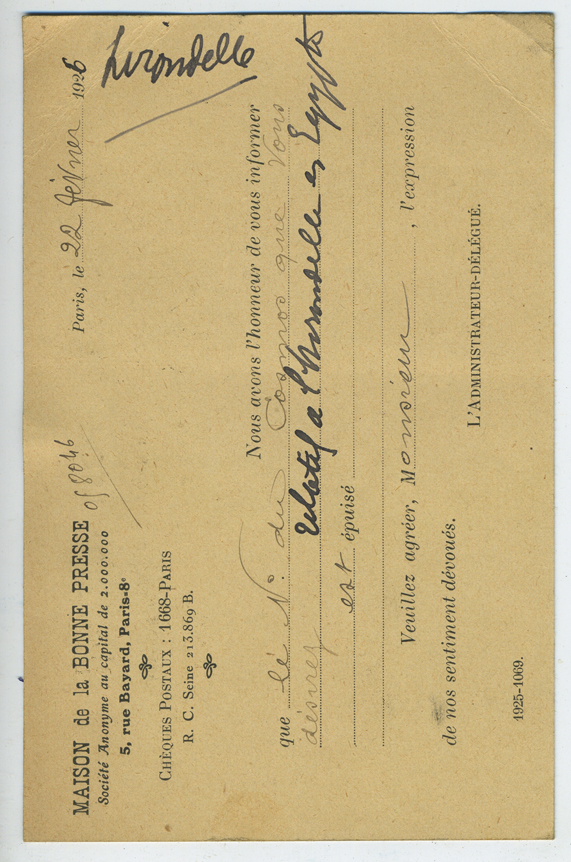 Hirondelle
MAISON de la BONNE PRESSE
Société Anonyme au capital de 2.000.000
5, rue Bayard, Paris-8e
CHÈQUES POSTAUX : 1668-PARIS
R. C. Seine 213.869 B.
Paris, le 22 février 1926
8046
Nous avons l'honneur de vous informer
que le N° du Cosmos que vous
désirez relatif à l'hirondelle en Egypte
est épuisé
Veuillez agréer, Monsieur , l'expression
de nos sentiment dévoués.
L'ADMINISTRATEUR-DÉLÉGUÉ.
1925-1069.